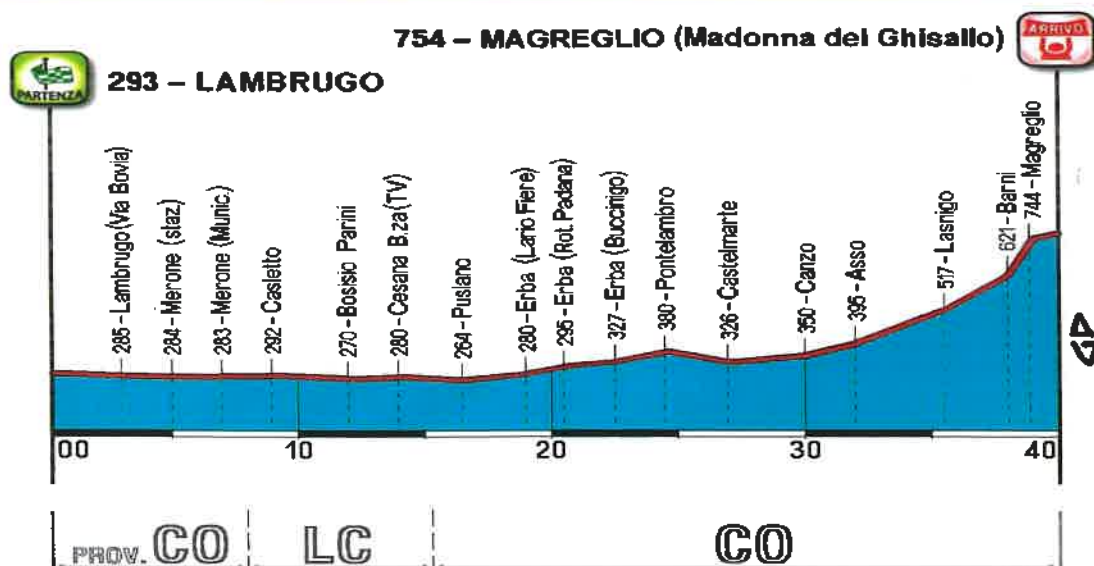 754 – MAGREGLIO (Madonna del Ghisallo)
ARRIVO
PARTENZA
293 – LAMBRUGO
285 – Lambrugo (Via Bovia)
284 – Merone (staz.)
283 – Merone (Munic.)
292 – Casletto
270 – Bosisio Parini
280 – Cesana B.za (TV)
264 – Pusiano
280 – Erba (Lario Fiere)
295 – Erba (Rot. Padana)
327 – Erba (Buccinigo)
380 – Pontelambro
326 – Castelmarte
350 – Canzo
395 – Asso
517 – Lasnigo
621 – Barni
744 – Magreglio
00 10 20 30 40
PROV. CO LC CO